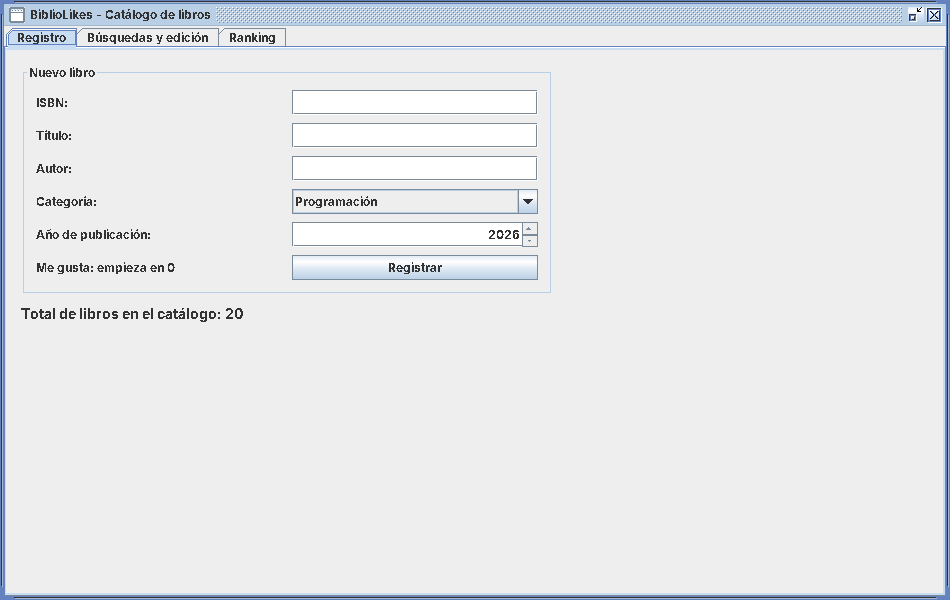 BiblioLikes - Catálogo de libros
Registro Búsquedas y edición Ranking
Nuevo libro
ISBN:
Título:
Autor:
Categoría: Programación
Año de publicación: 2026
Me gusta: empieza en 0 Registrar
Total de libros en el catálogo: 20